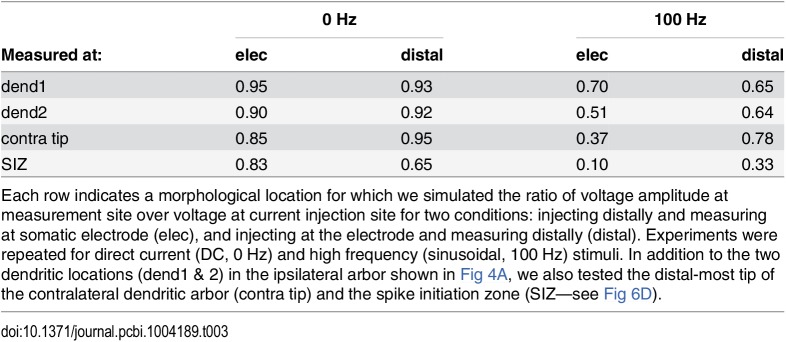 0 Hz 100 Hz
Measured at: elec distal elec distal
dend1 0.95 0.93 0.70 0.65
dend2 0.90 0.92 0.51 0.64
contra tip 0.85 0.95 0.37 0.78
SIZ 0.83 0.65 0.10 0.33
Each row indicates a morphological location for which we simulated the ratio of voltage amplitude at
measurement site over voltage at current injection site for two conditions: injecting distally and measuring
at somatic electrode (elec), and injecting at the electrode and measuring distally (distal). Experiments were
repeated for direct current (DC, 0 Hz) and high frequency (sinusoidal, 100 Hz) stimuli. In addition to the two
dendritic locations (dend1 & 2) in the ipsilateral arbor shown in Fig 4A, we also tested the distal-most tip of
the contralateral dendritic arbor (contra tip) and the spike initiation zone (SIZ—see Fig 6D).
doi:10.1371/journal.pcbi.1004189.t003